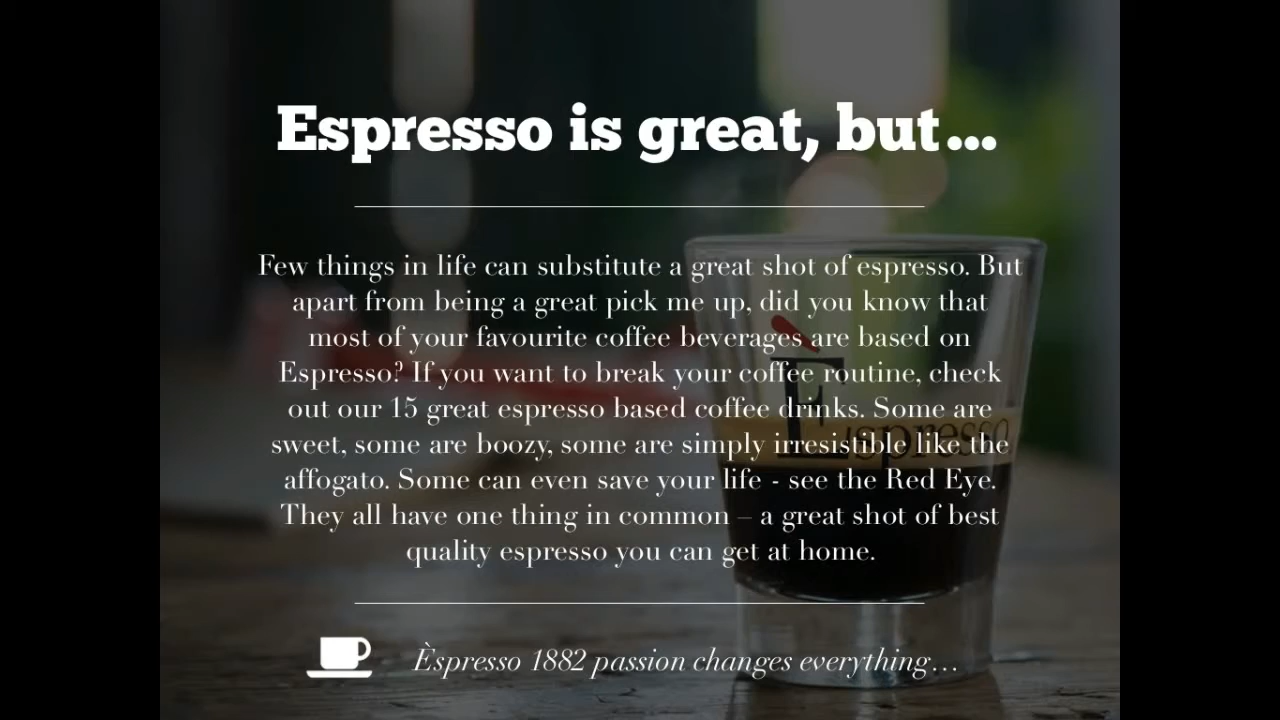 Espresso is great, but...
Few things in life can substitute a great shot of espresso. But
apart from being a great pick me up, did you know that
most of your favourite coffee beverages are based on
Espresso? If you want to break your coffee routine, check
out our 15 great espresso based coffee drinks. Some are
sweet, some are boozy, some are simply irresistible like the
affogato. Some can even save your life - see the Red Eye.
They all have one thing in common – a great shot of best
quality espresso you can get at home.
Èspresso 1882 passion changes everything...
Èspresso